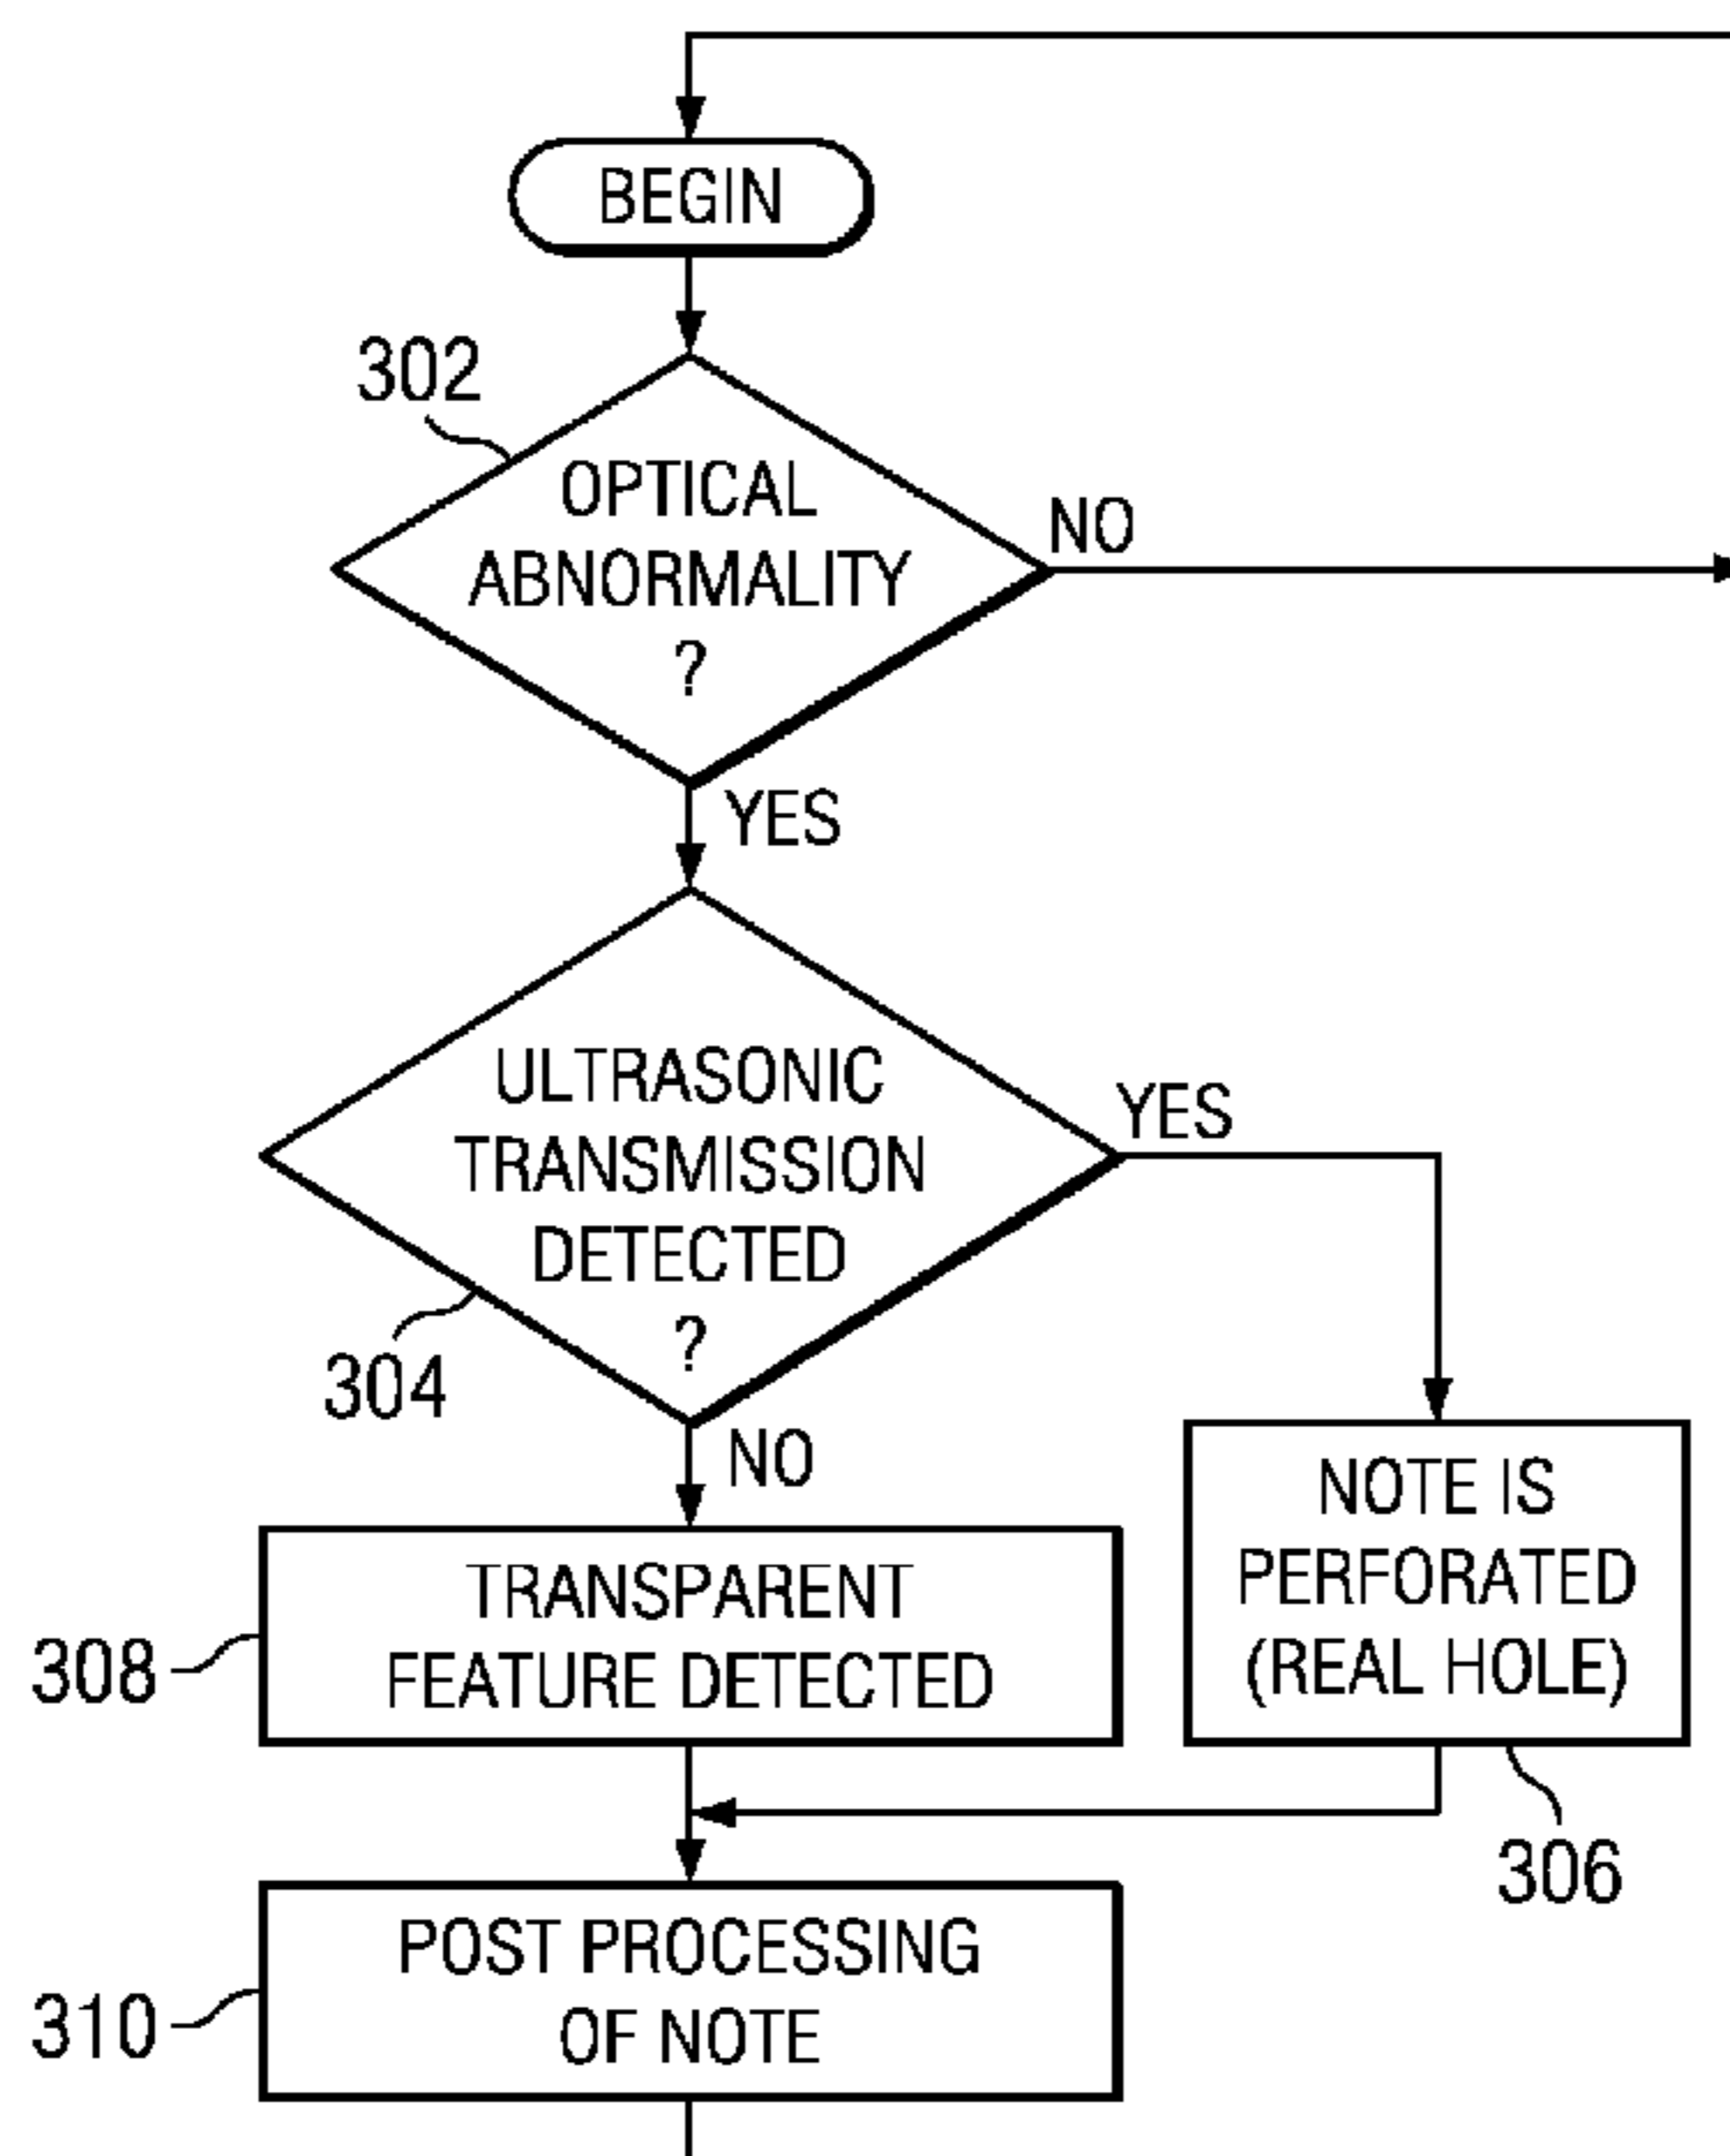 BEGIN
302
OPTICAL
ABNORMALITY
?
NO
YES
ULTRASONIC
TRANSMISSION
DETECTED
?
YES
304
NO
NOTE IS
PERFORATED
(REAL HOLE)
306
TRANSPARENT
FEATURE DETECTED
308
POST PROCESSING
OF NOTE
310